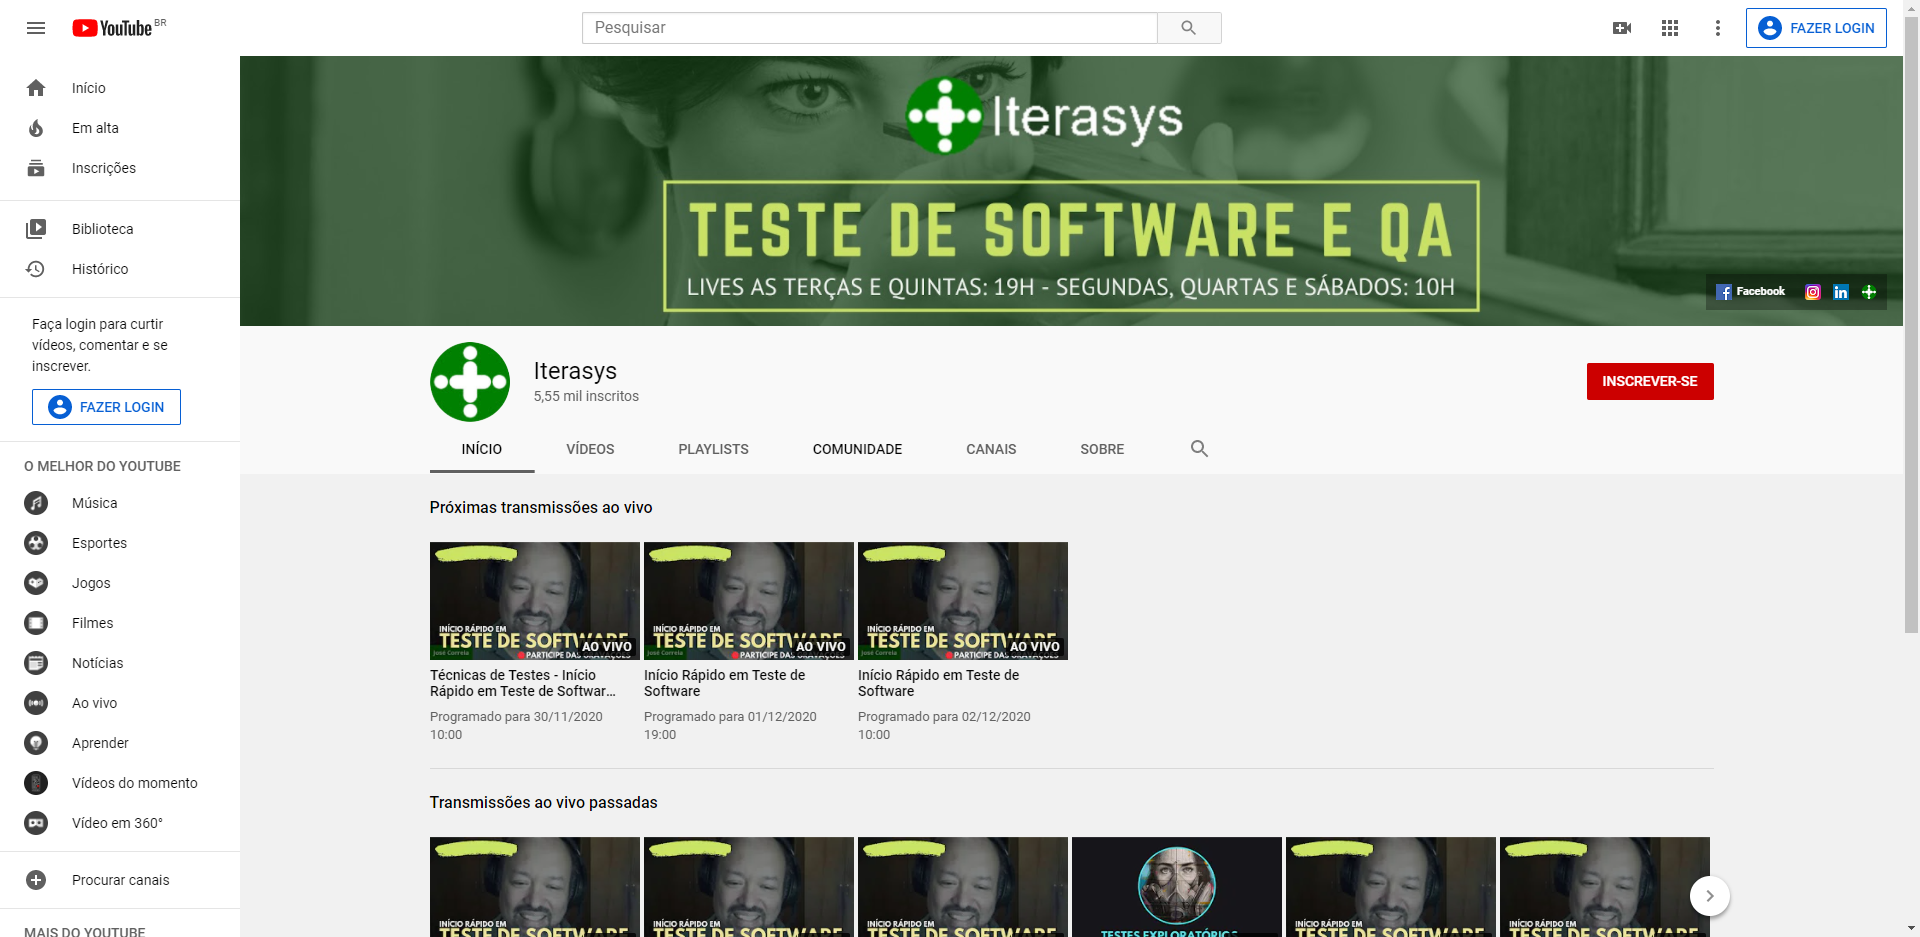 YouTube BR
Pesquisar
FAZER LOGIN
Início
Em alta
Inscrições
Biblioteca
Histórico
Faça login para curtir
vídeos, comentar e se
inscrever.
FAZER LOGIN
O MELHOR DO YOUTUBE
Música
Esportes
Jogos
Filmes
Notícias
Ao vivo
Aprender
Vídeos do momento
Vídeo em 360°
Procurar canais
MAIS DO YOUTUBE
Iterasys
TESTE DE SOFTWARE E QA
LIVES AS TERÇAS E QUINTAS: 19H - SEGUNDAS, QUARTAS E SÁBADOS: 10H
Facebook
Iterasys
5,55 mil inscritos
INSCREVER-SE
INÍCIO VÍDEOS PLAYLISTS COMUNIDADE CANAIS SOBRE
Próximas transmissões ao vivo
INÍCIO RÁPIDO EM
TESTE DE SOFTWARE
AO VIVO
José Correia
PARTICIPE DAS GRAVAÇÕES
Técnicas de Testes - Início
Rápido em Teste de Softwar...
Programado para 30/11/2020
10:00
INÍCIO RÁPIDO EM
TESTE DE SOFTWARE
AO VIVO
José Correia
PARTICIPE DAS GRAVAÇÕES
Início Rápido em Teste de
Software
Programado para 01/12/2020
19:00
INÍCIO RÁPIDO EM
TESTE DE SOFTWARE
AO VIVO
José Correia
PARTICIPE DAS GRAVAÇÕES
Início Rápido em Teste de
Software
Programado para 02/12/2020
10:00
Transmissões ao vivo passadas
INÍCIO RÁPIDO EM
TESTE DE SOFTWARE
INÍCIO RÁPIDO EM
TESTE DE SOFTWARE
INÍCIO RÁPIDO EM
TESTE DE SOFTWARE
TESTES
INÍCIO RÁPIDO EM
TESTE DE SOFTWARE
INÍCIO RÁPIDO EM
TESTE DE SOFTWARE